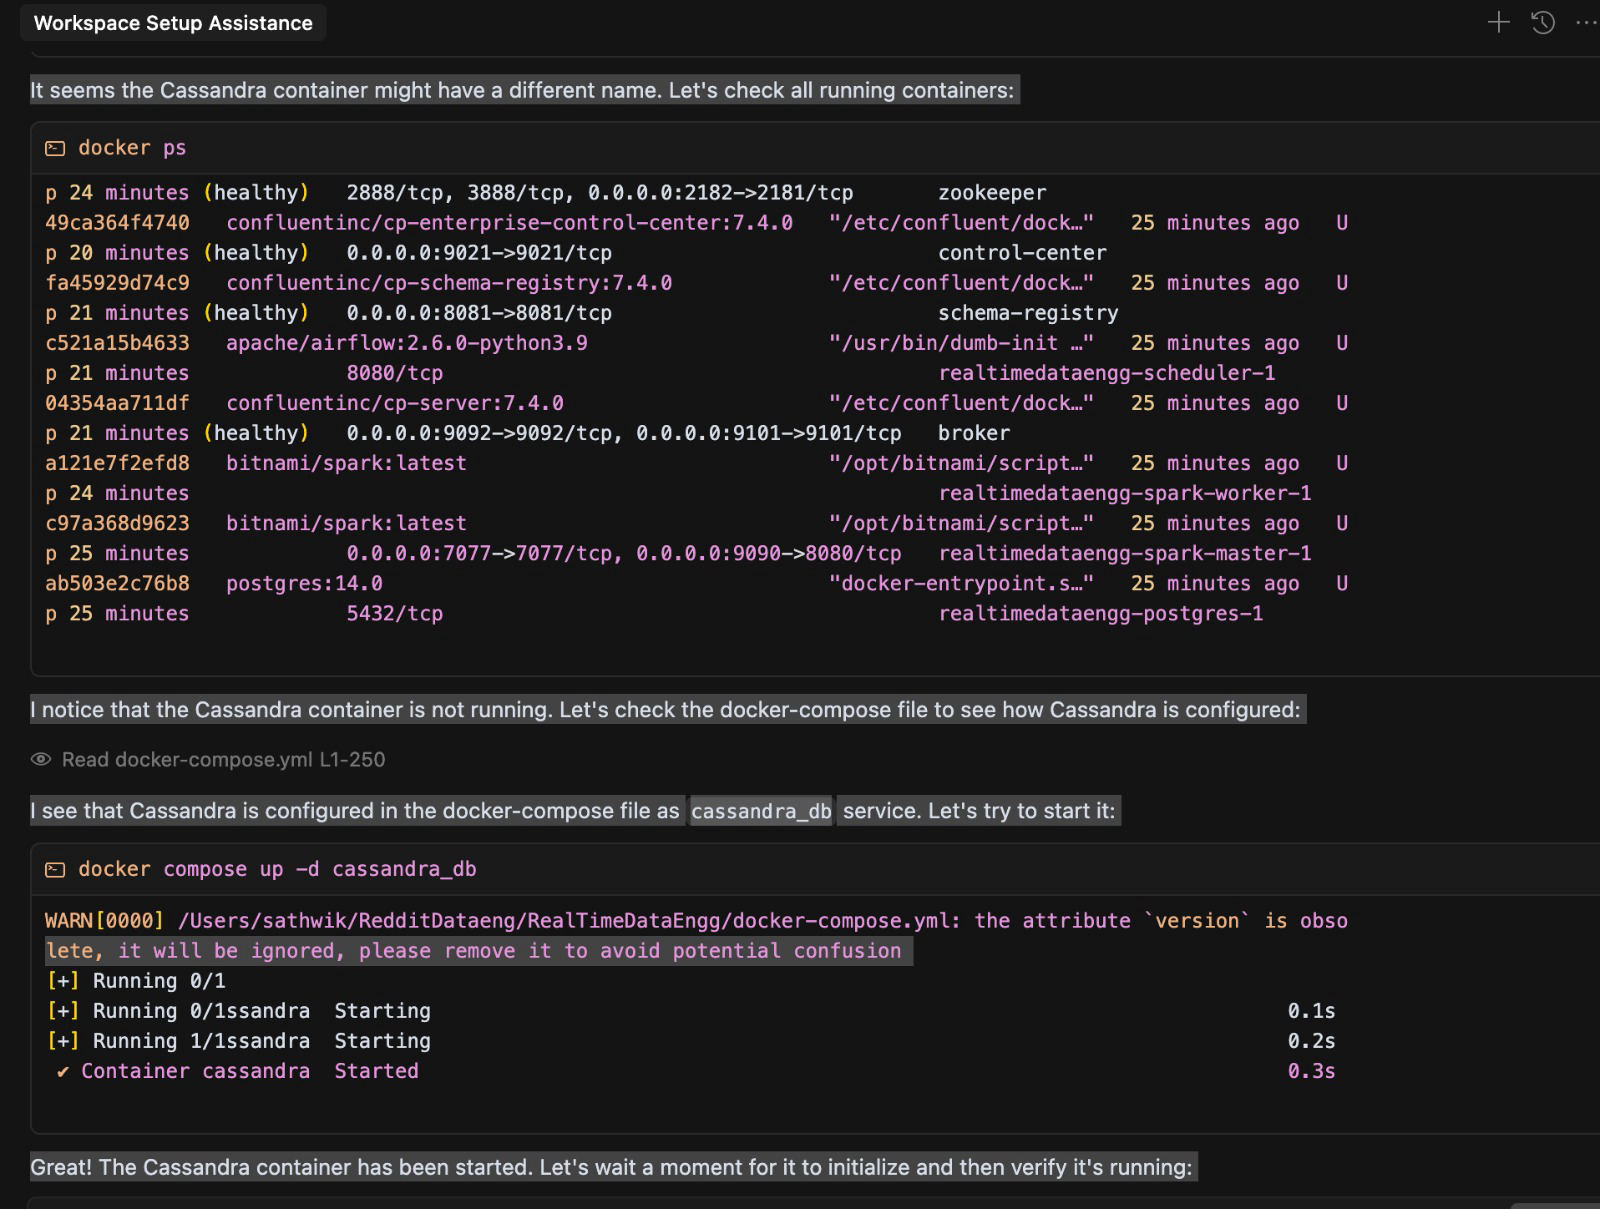 Workspace Setup Assistance
It seems the Cassandra container might have a different name. Let's check all running containers:
docker ps
p 24 minutes (healthy)   2888/tcp, 3888/tcp, 0.0.0.0:2182->2181/tcp       zookeeper
49ca364f4740   confluentinc/cp-enterprise-control-center:7.4.0   "/etc/confluent/dock…"   25 minutes ago   U
p 20 minutes (healthy)   0.0.0.0:9021->9021/tcp                           control-center
fa45929d74c9   confluentinc/cp-schema-registry:7.4.0             "/etc/confluent/dock…"   25 minutes ago   U
p 21 minutes (healthy)   0.0.0.0:8081->8081/tcp                           schema-registry
c521a15b4633   apache/airflow:2.6.0-python3.9                    "/usr/bin/dumb-init …"   25 minutes ago   U
p 21 minutes             8080/tcp                                         realtimedataengg-scheduler-1
04354aa711df   confluentinc/cp-server:7.4.0                      "/etc/confluent/dock…"   25 minutes ago   U
p 21 minutes (healthy)   0.0.0.0:9092->9092/tcp, 0.0.0.0:9101->9101/tcp   broker
a121e7f2efd8   bitnami/spark:latest                              "/opt/bitnami/script…"   25 minutes ago   U
p 24 minutes                                                              realtimedataengg-spark-worker-1
c97a368d9623   bitnami/spark:latest                              "/opt/bitnami/script…"   25 minutes ago   U
p 25 minutes             0.0.0.0:7077->7077/tcp, 0.0.0.0:9090->8080/tcp   realtimedataengg-spark-master-1
ab503e2c76b8   postgres:14.0                                     "docker-entrypoint.s…"   25 minutes ago   U
p 25 minutes             5432/tcp                                         realtimedataengg-postgres-1
I notice that the Cassandra container is not running. Let's check the docker-compose file to see how Cassandra is configured:
Read docker-compose.yml L1-250
I see that Cassandra is configured in the docker-compose file as cassandra_db service. Let's try to start it:
docker compose up -d cassandra_db
WARN[0000] /Users/sathwik/RedditDataeng/RealTimeDataEngg/docker-compose.yml: the attribute `version` is obso
lete, it will be ignored, please remove it to avoid potential confusion
[+] Running 0/1
[+] Running 0/1ssandra  Starting                                                                       0.1s
[+] Running 1/1ssandra  Starting                                                                       0.2s
✔ Container cassandra  Started                                                                        0.3s
Great! The Cassandra container has been started. Let's wait a moment for it to initialize and then verify it's running: